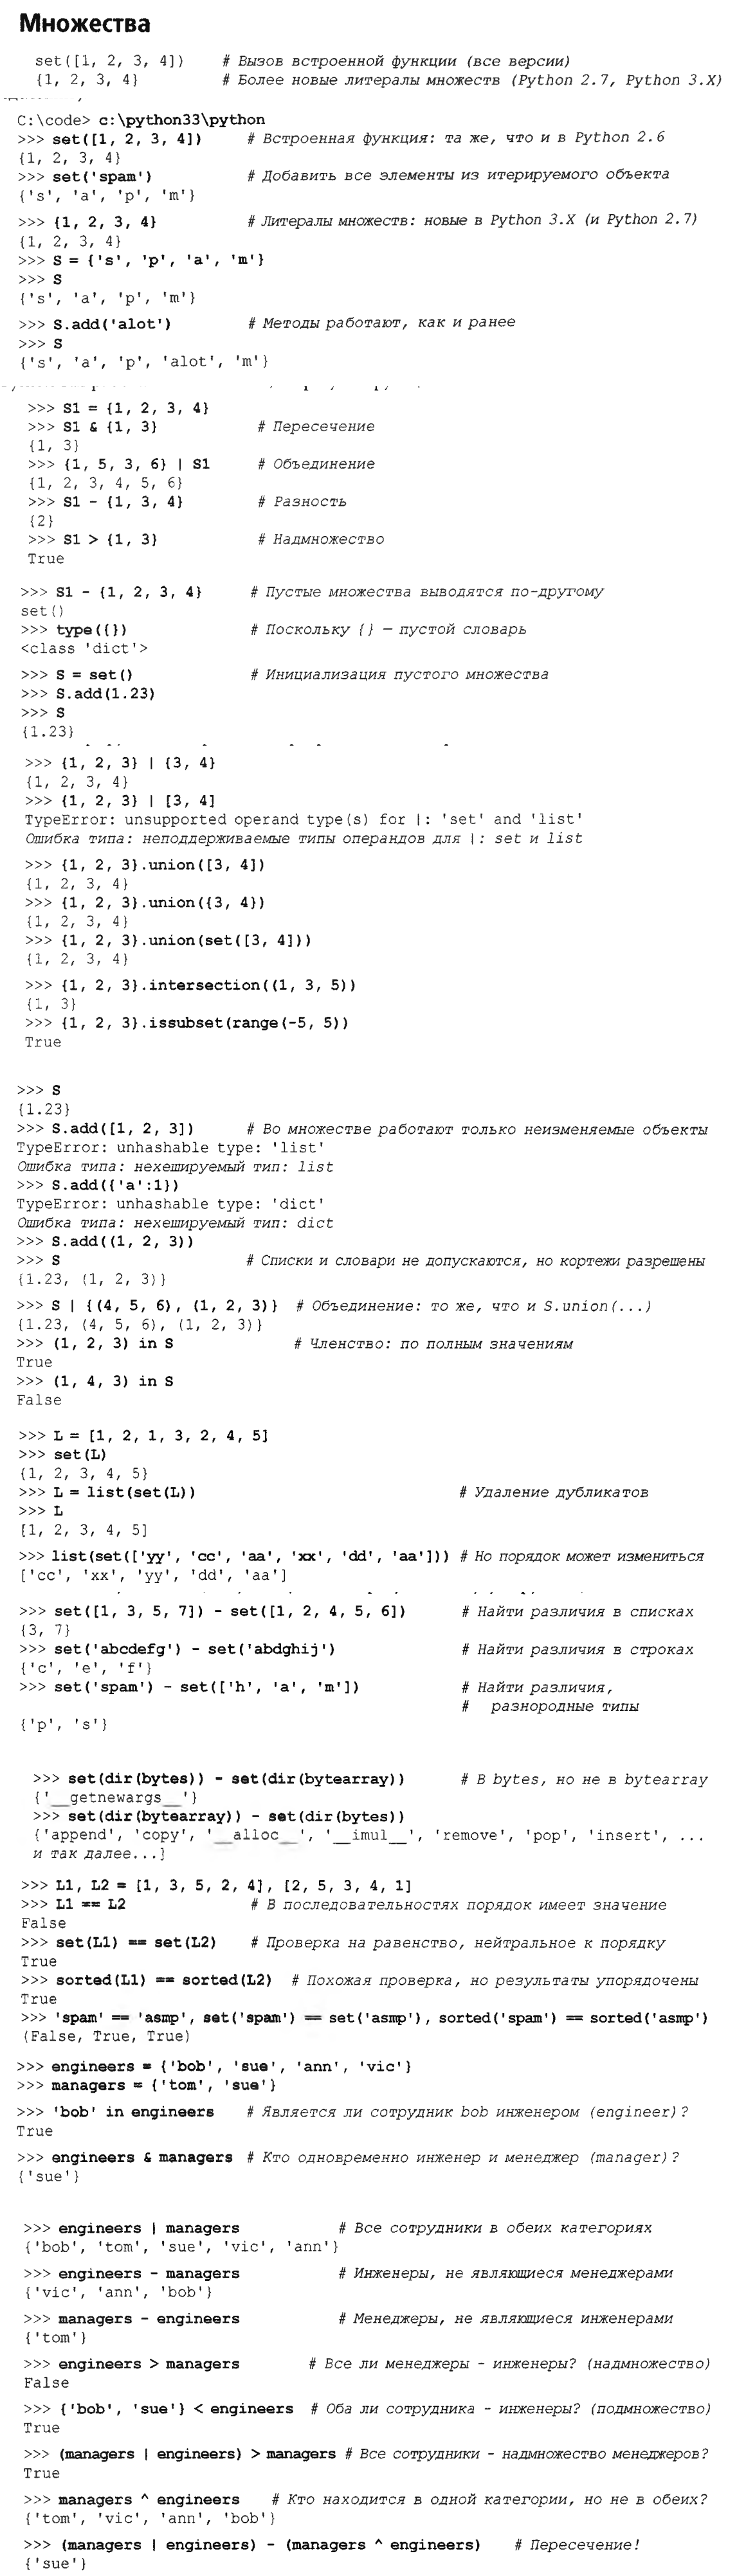 Множества
set([1, 2, 3, 4]) # Вызов встроенной функции (все версии)
{1, 2, 3, 4} # Более новые литералы множеств (Python 2.7, Python 3.X)
C:\code> c:\python33\python
>>> set([1, 2, 3, 4]) # Встроенная функция: та же, что и в Python 2.6
{1, 2, 3, 4}
>>> set('spam') # Добавить все элементы из итерируемого объекта
{'s', 'a', 'p', 'm'}
>>> {1, 2, 3, 4} # Литералы множеств: новые в Python 3.X (и Python 2.7)
{1, 2, 3, 4}
>>> S = {'s', 'p', 'a', 'm'}
>>> S
{'s', 'a', 'p', 'm'}
>>> S.add('alot') # Методы работают, как и ранее
>>> S
{'s', 'a', 'p', 'alot', 'm'}
>>> S1 = {1, 2, 3, 4}
>>> S1 & {1, 3} # Пересечение
{1, 3}
>>> {1, 5, 3, 6} | S1 # Объединение
{1, 2, 3, 4, 5, 6}
>>> S1 - {1, 3, 4} # Разность
{2}
>>> S1 > {1, 3} # Надмножество
True
>>> S1 - {1, 2, 3, 4} # Пустые множества выводятся по-другому
set()
>>> type({}) # Поскольку {} — пустой словарь
<class 'dict'>
>>> S = set() # Инициализация пустого множества
>>> S.add(1.23)
>>> S
{1.23}
>>> {1, 2, 3} | {3, 4}
{1, 2, 3, 4}
>>> {1, 2, 3} | [3, 4]
TypeError: unsupported operand type(s) for |: 'set' and 'list'
Ошибка типа: неподдерживаемые типы операндов для |: set и list
>>> {1, 2, 3}.union([3, 4])
{1, 2, 3, 4}
>>> {1, 2, 3}.union({3, 4})
{1, 2, 3, 4}
>>> {1, 2, 3}.union(set([3, 4]))
{1, 2, 3, 4}
>>> {1, 2, 3}.intersection((1, 3, 5))
{1, 3}
>>> {1, 2, 3}.issubset(range(-5, 5))
True
>>> S
{1.23}
>>> S.add([1, 2, 3]) # Во множестве работают только неизменяемые объекты
TypeError: unhashable type: 'list'
Ошибка типа: нехешируемый тип: list
>>> S.add({'a':1})
TypeError: unhashable type: 'dict'
Ошибка типа: нехешируемый тип: dict
>>> S.add((1, 2, 3))
>>> S # Списки и словари не допускаются, но кортежи разрешены
{1.23, (1, 2, 3)}
>>> S | {(4, 5, 6), (1, 2, 3)} # Объединение: то же, что и S.union(...)
{1.23, (4, 5, 6), (1, 2, 3)}
>>> (1, 2, 3) in S # Членство: по полным значениям
True
>>> (1, 4, 3) in S
False
>>> L = [1, 2, 1, 3, 2, 4, 5]
>>> set(L)
{1, 2, 3, 4, 5}
>>> L = list(set(L)) # Удаление дубликатов
>>> L
[1, 2, 3, 4, 5]
>>> list(set(['yy', 'cc', 'aa', 'xx', 'dd', 'aa'])) # Но порядок может измениться
['cc', 'xx', 'yy', 'dd', 'aa']
>>> set([1, 3, 5, 7]) - set([1, 2, 4, 5, 6]) # Найти различия в списках
{3, 7}
>>> set('abcdefg') - set('abdghij') # Найти различия в строках
{'c', 'e', 'f'}
>>> set('spam') - set(['h', 'a', 'm']) # Найти различия,
# разнородные типы
{'p', 's'}
>>> set(dir(bytes)) - set(dir(bytearray)) # В bytes, но не в bytearray
{'__getnewargs__'}
>>> set(dir(bytearray)) - set(dir(bytes))
{'append', 'copy', '__alloc__', '__imul__', 'remove', 'pop', 'insert', ...
и так далее...]
>>> L1, L2 = [1, 3, 5, 2, 4], [2, 5, 3, 4, 1]
>>> L1 == L2 # В последовательностях порядок имеет значение
False
>>> set(L1) == set(L2) # Проверка на равенство, нейтральное к порядку
True
>>> sorted(L1) == sorted(L2) # Похожая проверка, но результаты упорядочены
True
>>> 'spam' == 'asmp', set('spam') == set('asmp'), sorted('spam') == sorted('asmp')
(False, True, True)
>>> engineers = {'bob', 'sue', 'ann', 'vic'}
>>> managers = {'tom', 'sue'}
>>> 'bob' in engineers # Является ли сотрудник bob инженером (engineer)?
True
>>> engineers & managers # Кто одновременно инженер и менеджер (manager)?
{'sue'}
>>> engineers | managers # Все сотрудники в обеих категориях
{'bob', 'tom', 'sue', 'vic', 'ann'}
>>> engineers - managers # Инженеры, не являющиеся менеджерами
{'vic', 'ann', 'bob'}
>>> managers - engineers # Менеджеры, не являющиеся инженерами
{'tom'}
>>> engineers > managers # Все ли менеджеры - инженеры? (надмножество)
False
>>> {'bob', 'sue'} < engineers # Оба ли сотрудника - инженеры? (подмножество)
True
>>> (managers | engineers) > managers # Все сотрудники - надмножество менеджеров?
True
>>> managers ^ engineers # Кто находится в одной категории, но не в обеих?
{'tom', 'vic', 'ann', 'bob'}
>>> (managers | engineers) - (managers ^ engineers) # Пересечение!
{'sue'}